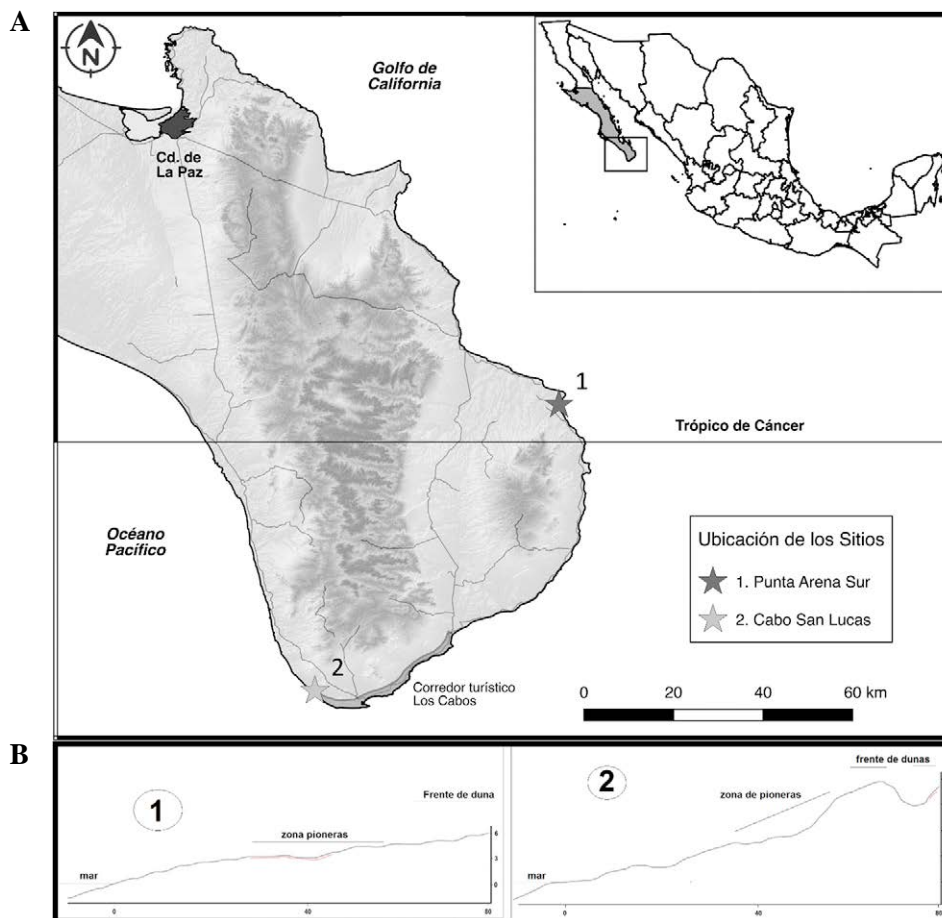 A
N
Golfo de
California
Cd. de
La Paz
1
Trópico de Cáncer
Océano
Pacífico
Ubicación de los Sitios
1. Punta Arena Sur
2. Cabo San Lucas
2
Corredor turístico
Los Cabos
0 20 40 60 km
B
1
Frente de duna
zona pioneras
mar
6
3
0
0 40 80
2
frente de dunas
zona de pioneras
mar
0 40 80